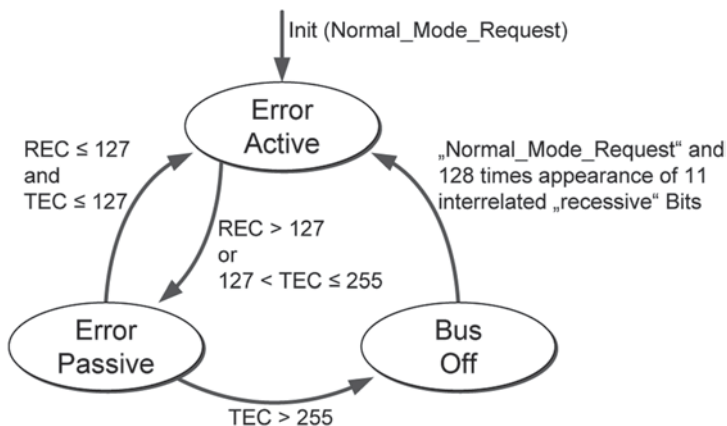 Init (Normal_Mode_Request)
Error
Active
REC ≤ 127
and
TEC ≤ 127
„Normal_Mode_Request“ and
128 times appearance of 11
interrelated „recessive“ Bits
REC > 127
or
127 < TEC ≤ 255
Error
Passive
Bus
Off
TEC > 255